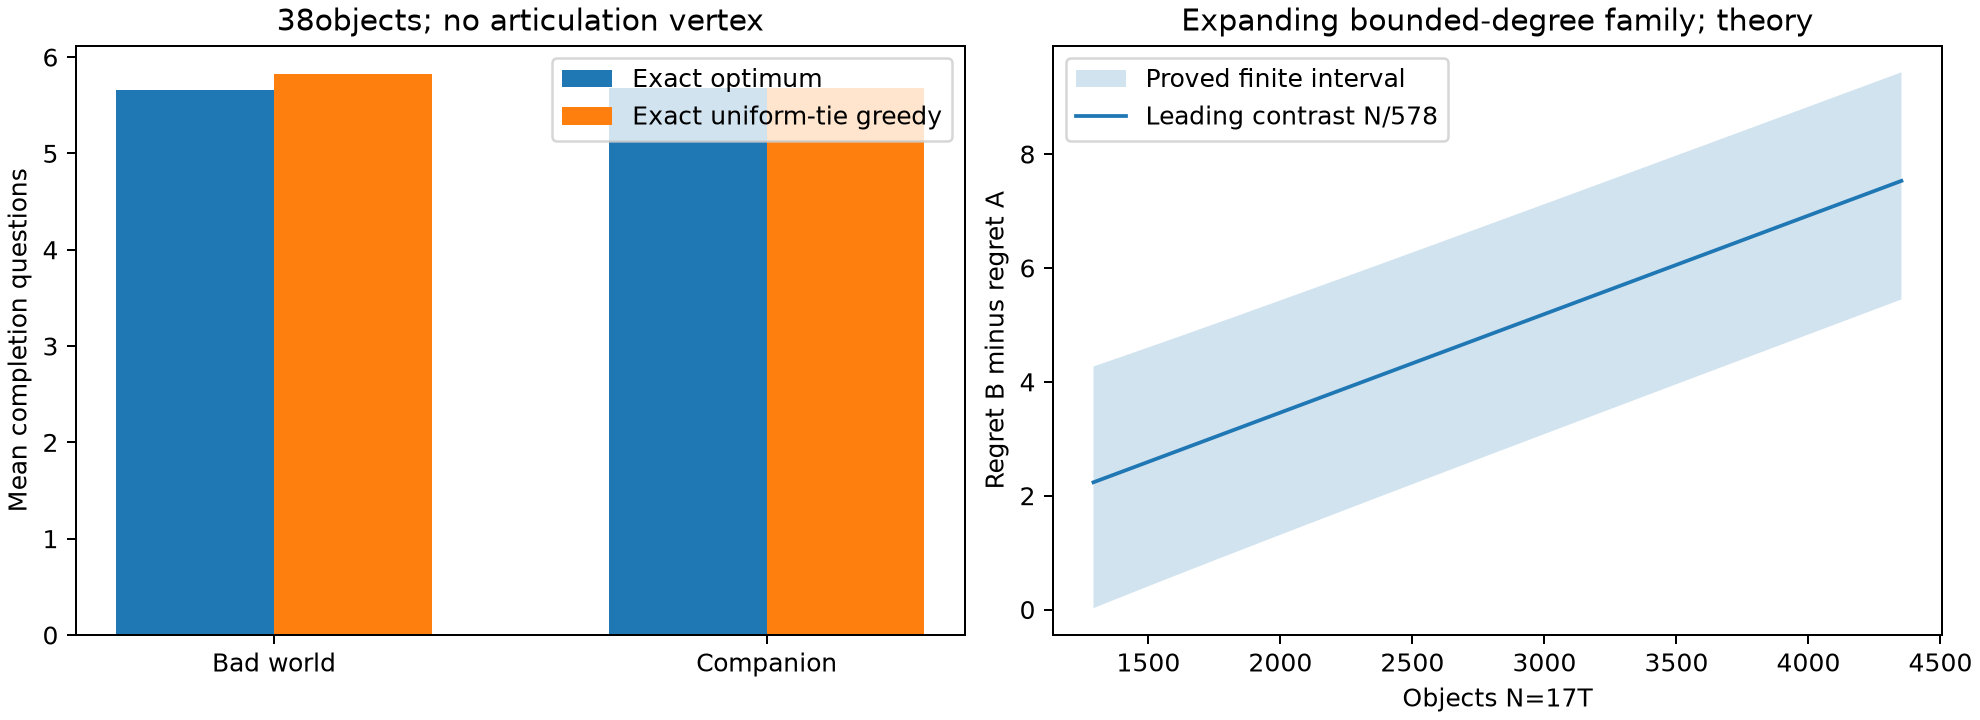 38objects; no articulation vertex
Mean completion questions
6
5
4
3
2
1
0
Exact optimum
Exact uniform-tie greedy
Bad world
Companion
Expanding bounded-degree family; theory
Regret B minus regret A
8
6
4
2
0
Proved finite interval
Leading contrast N/578
1500 2000 2500 3000 3500 4000 4500
Objects N=17T